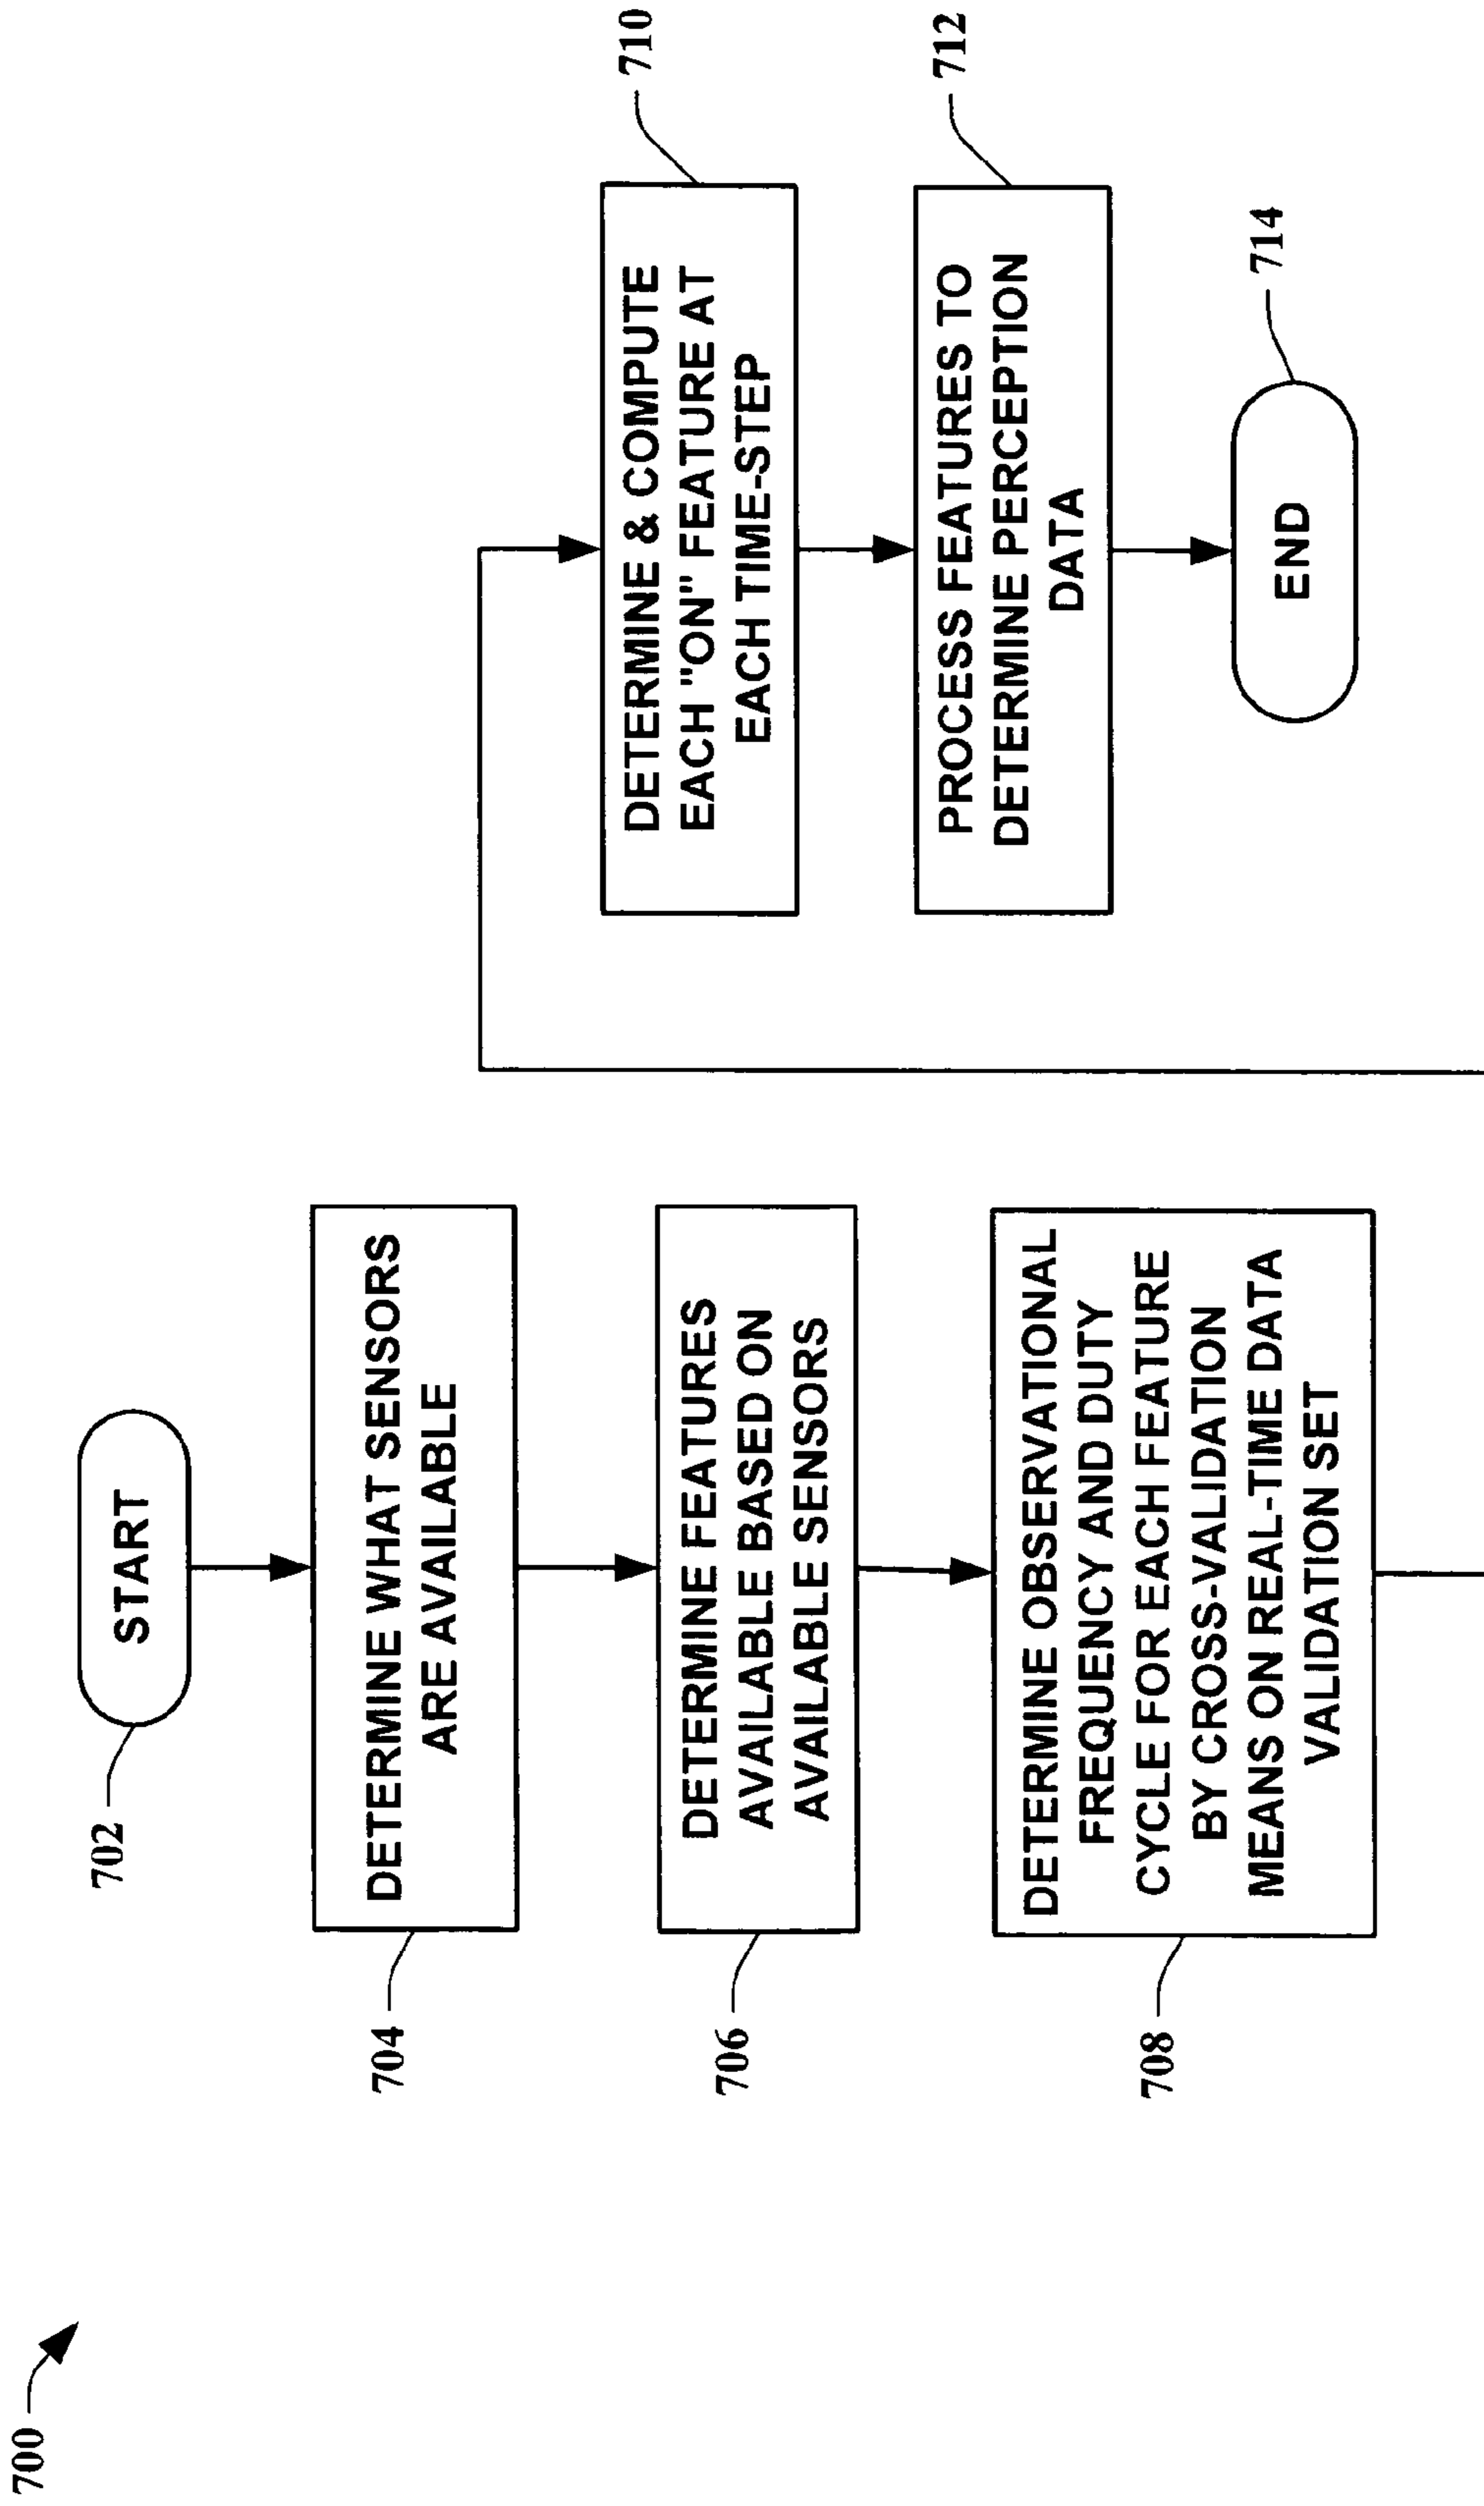 700
702
START
704
DETERMINE WHAT SENSORS
ARE AVAILABLE
706
DETERMINE FEATURES
AVAILABLE BASED ON
AVAILABLE SENSORS
708
DETERMINE OBSERVATIONAL
FREQUENCY AND DUTY
CYCLE FOR EACH FEATURE
BY CROSS-VALIDATION
MEANS ON REAL-TIME DATA
VALIDATION SET
710
DETERMINE & COMPUTE
EACH "ON" FEATURE AT
EACH TIME-STEP
712
PROCESS FEATURES TO
DETERMINE PERCEPTION
DATA
714
END